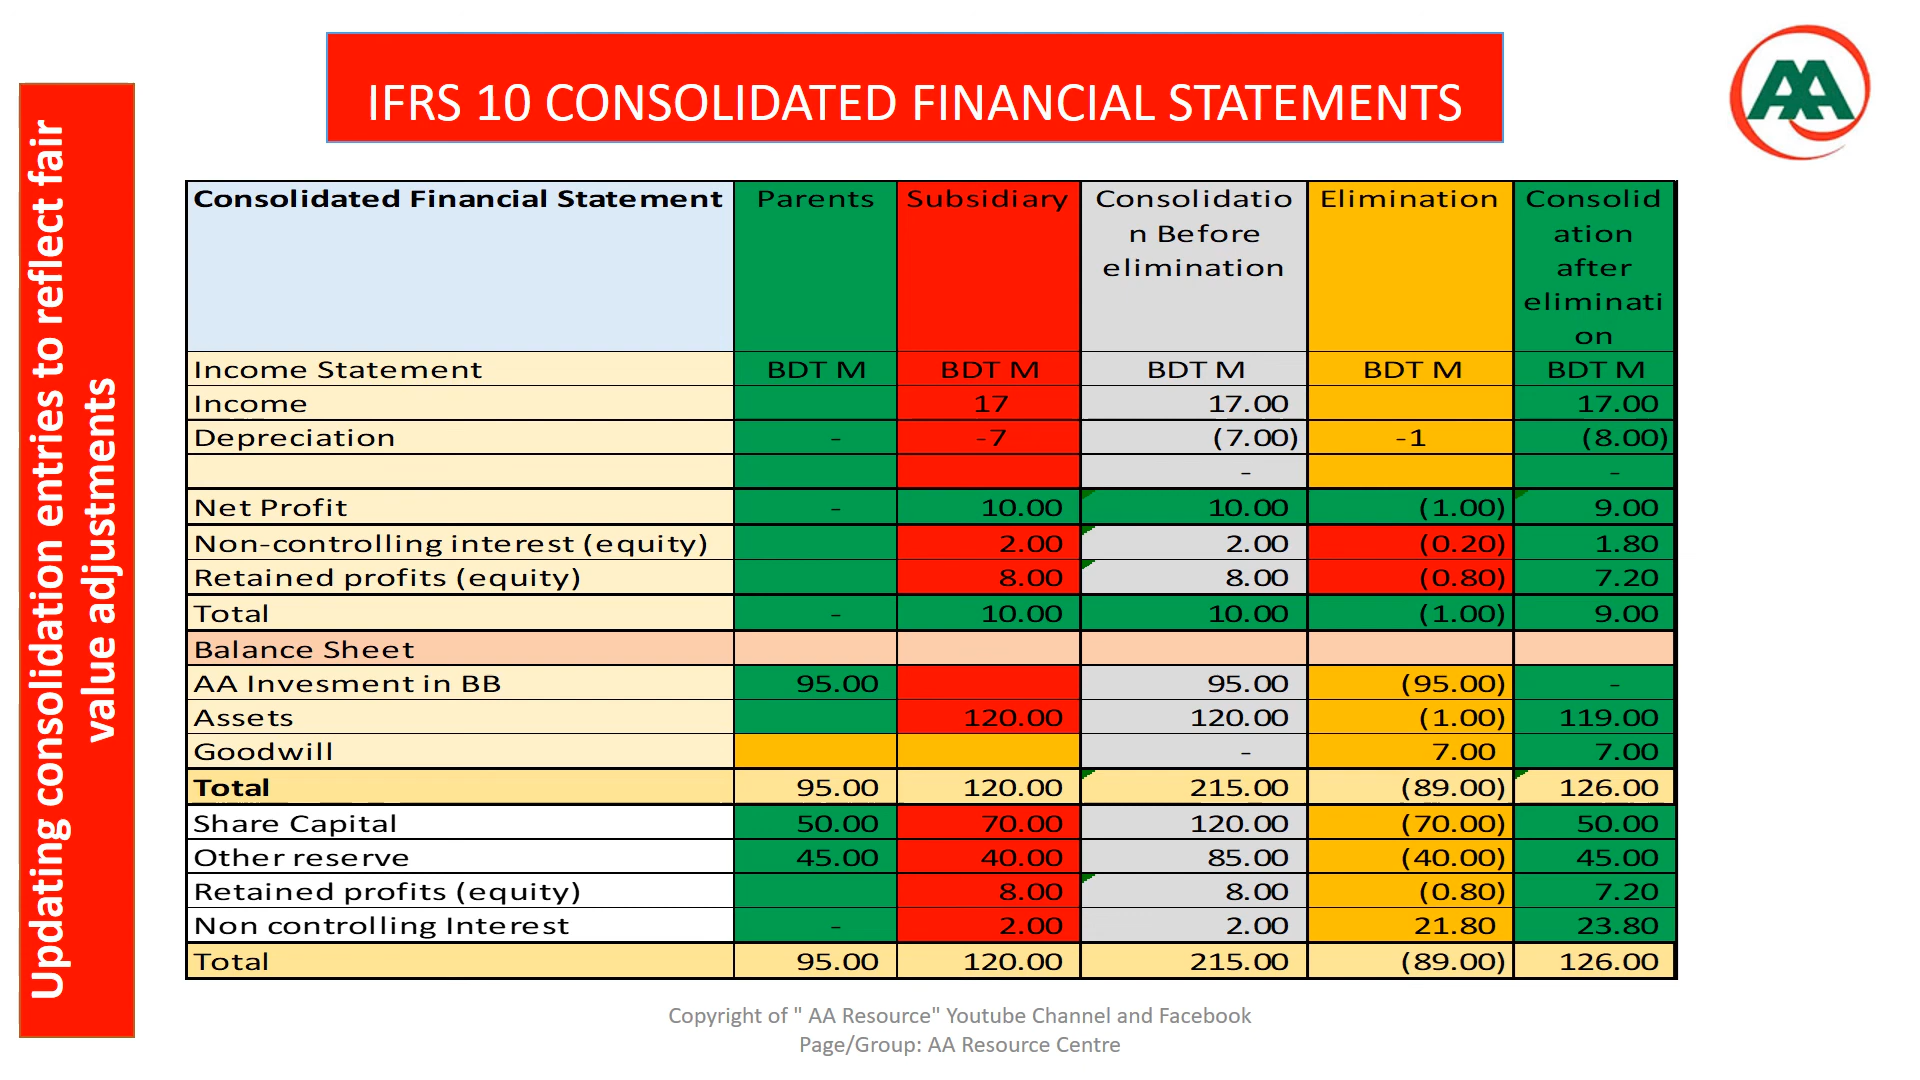 IFRS 10 CONSOLIDATED FINANCIAL STATEMENTS
AA
Updating consolidation entries to reflect fair
value adjustments
Consolidated Financial Statement Parents Subsidiary Consolidatio Elimination Consolid
n Before ation
elimination after
eliminati
on
Income Statement BDT M BDT M BDT M BDT M BDT M
Income 17 17.00 17.00
Depreciation - -7 (7.00) -1 (8.00)
- -
Net Profit - 10.00 10.00 (1.00) 9.00
Non-controlling interest (equity) 2.00 2.00 (0.20) 1.80
Retained profits (equity) 8.00 8.00 (0.80) 7.20
Total - 10.00 10.00 (1.00) 9.00
Balance Sheet
AA Invesment in BB 95.00 95.00 (95.00) -
Assets 120.00 120.00 (1.00) 119.00
Goodwill - 7.00 7.00
Total 95.00 120.00 215.00 (89.00) 126.00
Share Capital 50.00 70.00 120.00 (70.00) 50.00
Other reserve 45.00 40.00 85.00 (40.00) 45.00
Retained profits (equity) 8.00 8.00 (0.80) 7.20
Non controlling Interest - 2.00 2.00 21.80 23.80
Total 95.00 120.00 215.00 (89.00) 126.00
Copyright of " AA Resource" Youtube Channel and Facebook
Page/Group: AA Resource Centre